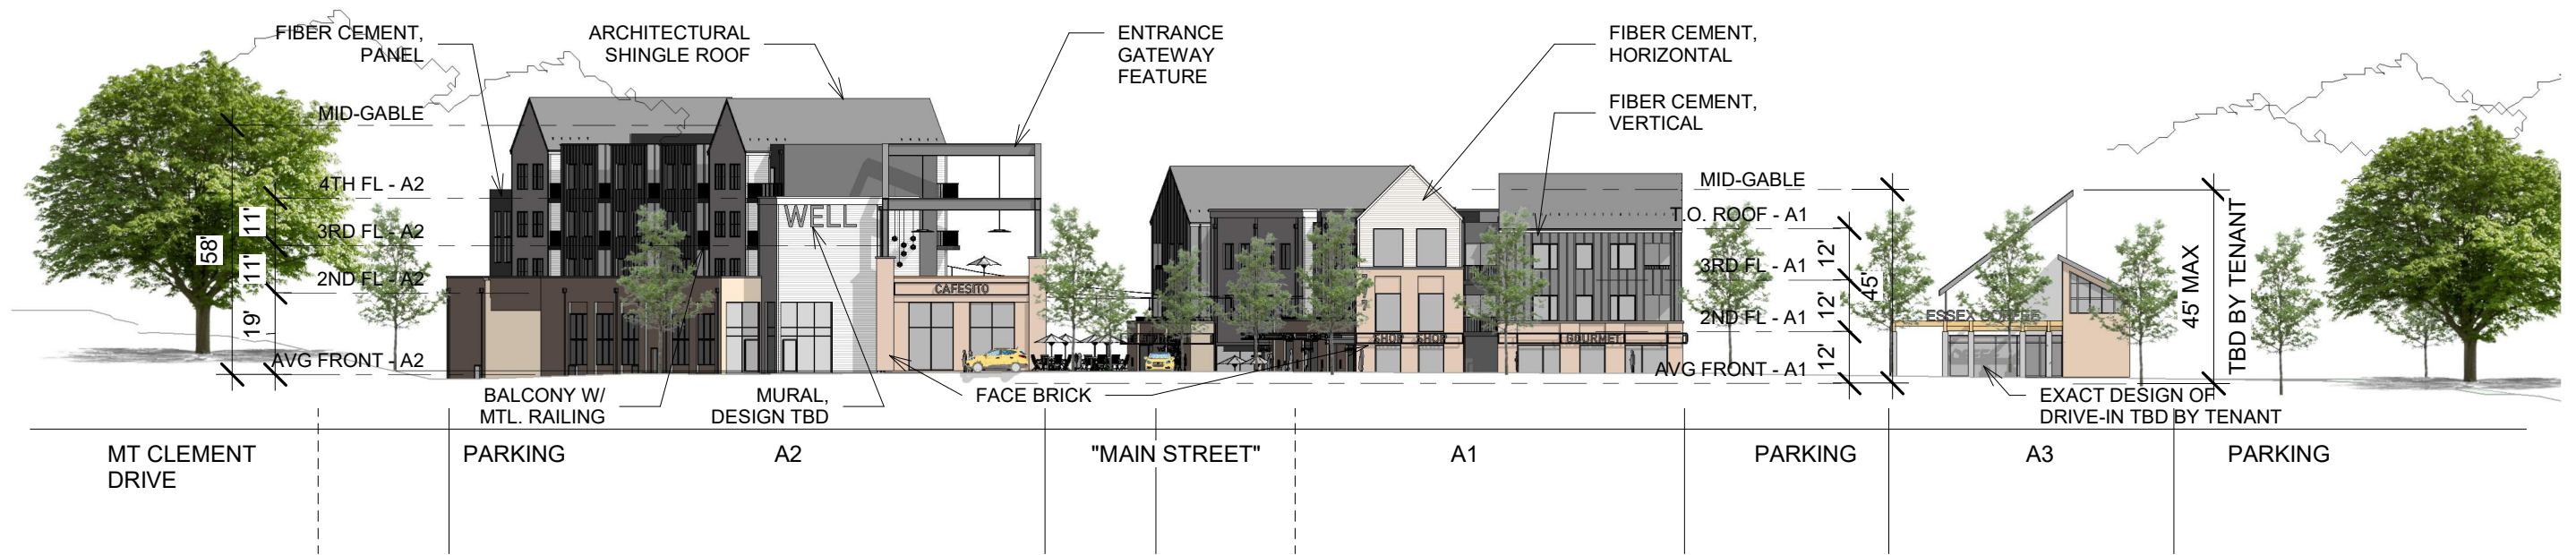 FIBER CEMENT,
PANEL
ARCHITECTURAL
SHINGLE ROOF
ENTRANCE
GATEWAY
FEATURE
FIBER CEMENT,
HORIZONTAL
FIBER CEMENT,
VERTICAL
MID-GABLE
4TH FL - A2
3RD FL - A2
2ND FL - A2
AVG FRONT - A2
58'
11'
11'
19'
WELL
CAFESITO
SHOP SHOP
GOURMET
MID-GABLE
T.O. ROOF - A1
3RD FL - A1
2ND FL - A1
AVG FRONT - A1
12'
12'
12'
45'
ESSEX COFFEE
45' MAX
TBD BY TENANT
BALCONY W/
MTL. RAILING
MURAL,
DESIGN TBD
FACE BRICK
EXACT DESIGN OF
DRIVE-IN TBD BY TENANT
MT CLEMENT
DRIVE
PARKING
A2
"MAIN STREET"
A1
PARKING
A3
PARKING